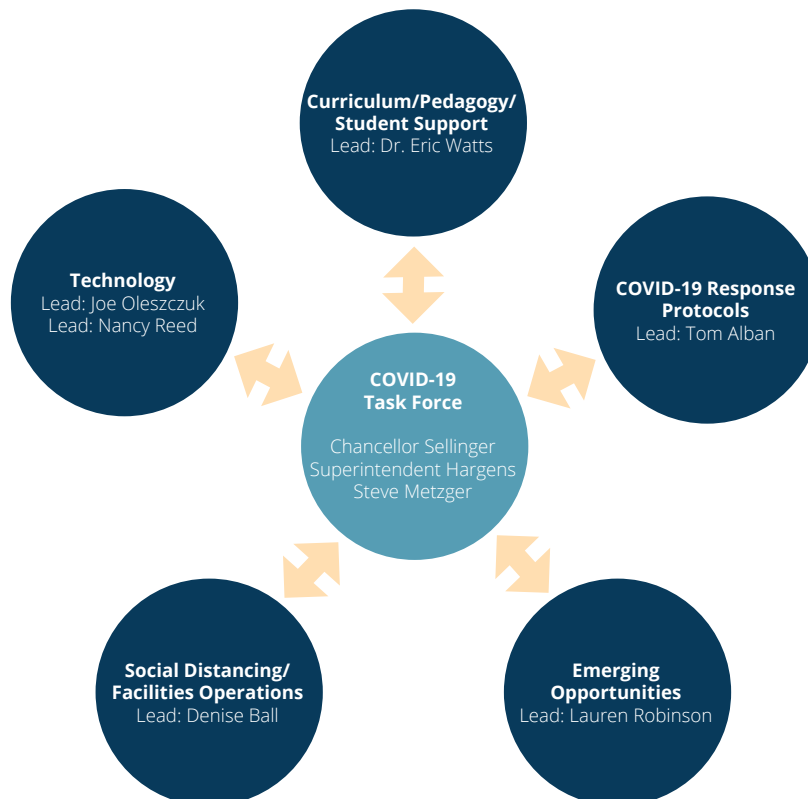 Curriculum/Pedagogy/
Student Support
Lead: Dr. Eric Watts
Technology
Lead: Joe Oleszczuk
Lead: Nancy Reed
COVID-19 Response
Protocols
Lead: Tom Alban
COVID-19
Task Force
Chancellor Sellinger
Superintendent Hargens
Steve Metzger
Social Distancing/
Facilities Operations
Lead: Denise Ball
Emerging
Opportunities
Lead: Lauren Robinson